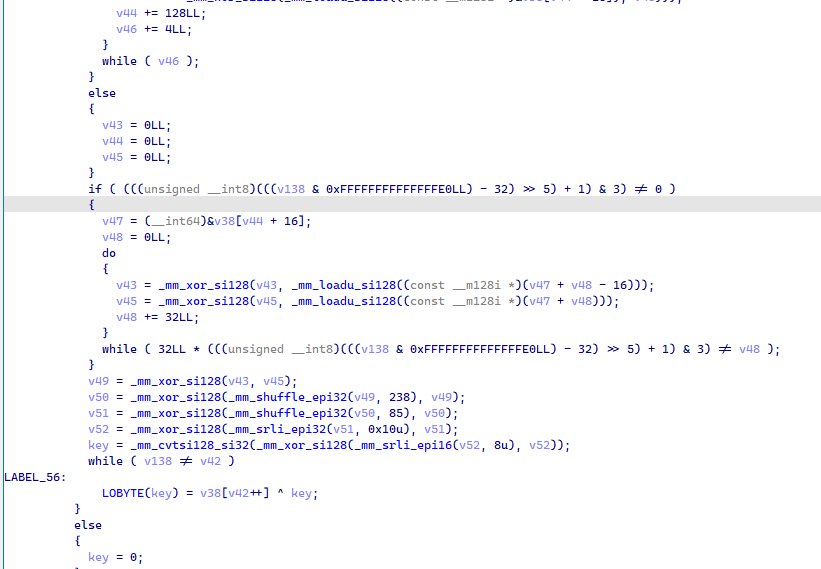 v44 += 128LL;
v46 += 4LL;
}
while ( v46 );
}
else
{
v43 = 0LL;
v44 = 0LL;
v45 = 0LL;
}
if ( (((unsigned __int8)(((v138 & 0xFFFFFFFFFFFFFFE0LL) - 32) >> 5) + 1) & 3) ≠ 0 )
{
v47 = (__int64)&v38[v44 + 16];
v48 = 0LL;
do
{
v43 = _mm_xor_si128(v43, _mm_loadu_si128((const __m128i *)(v47 + v48 - 16)));
v45 = _mm_xor_si128(v45, _mm_loadu_si128((const __m128i *)(v47 + v48)));
v48 += 32LL;
}
while ( 32LL * (((unsigned __int8)(((v138 & 0xFFFFFFFFFFFFFFE0LL) - 32) >> 5) + 1) & 3) ≠ v48 );
}
v49 = _mm_xor_si128(v43, v45);
v50 = _mm_xor_si128(_mm_shuffle_epi32(v49, 238), v49);
v51 = _mm_xor_si128(_mm_shuffle_epi32(v50, 85), v50);
v52 = _mm_xor_si128(_mm_srli_epi32(v51, 0x10u), v51);
key = _mm_cvtsi128_si32(_mm_xor_si128(_mm_srli_epi16(v52, 8u), v52));
while ( v138 ≠ v42 )
LABEL_56:
LOBYTE(key) = v38[v42++] ^ key;
}
else
{
key = 0;